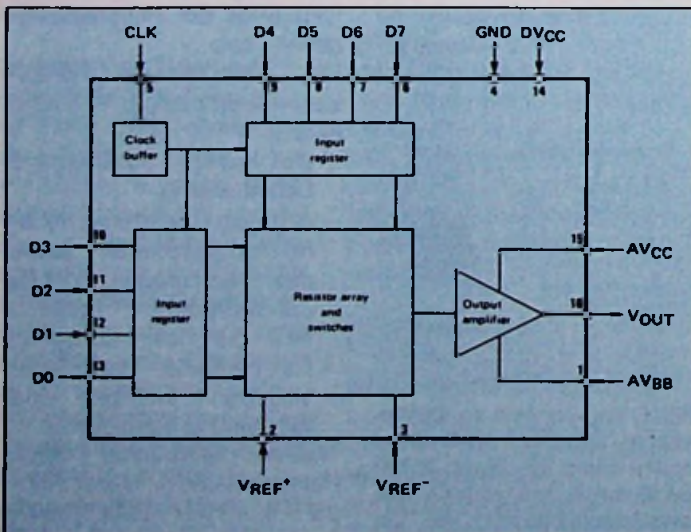 CLK D4 D5 D6 D7 GND DVCC
5 9 8 7 6 4 14
Clock buffer
Input register
D3 10
D2 11
D1 12
D0 13
Input register
Resistor array and switches
Output amplifier
15 AVCC
16 VOUT
1 AVBB
2 3
VREF+ VREF-